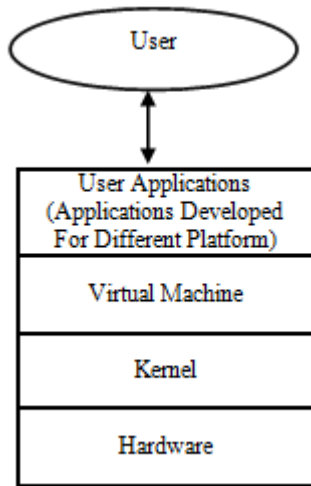 User
User Applications
(Applications Developed
For Different Platform)
Virtual Machine
Kernel
Hardware